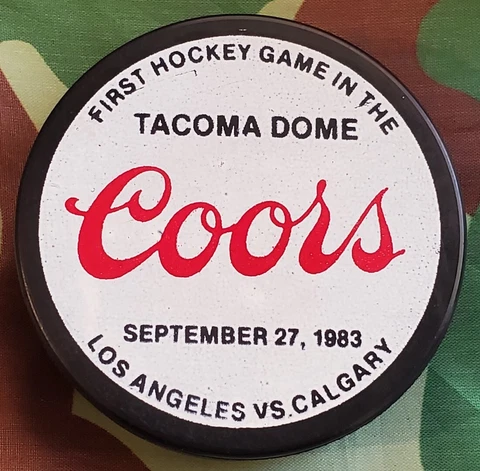 FIRST HOCKEY GAME IN THE
TACOMA DOME
Coors
SEPTEMBER 27, 1983
LOS ANGELES VS. CALGARY